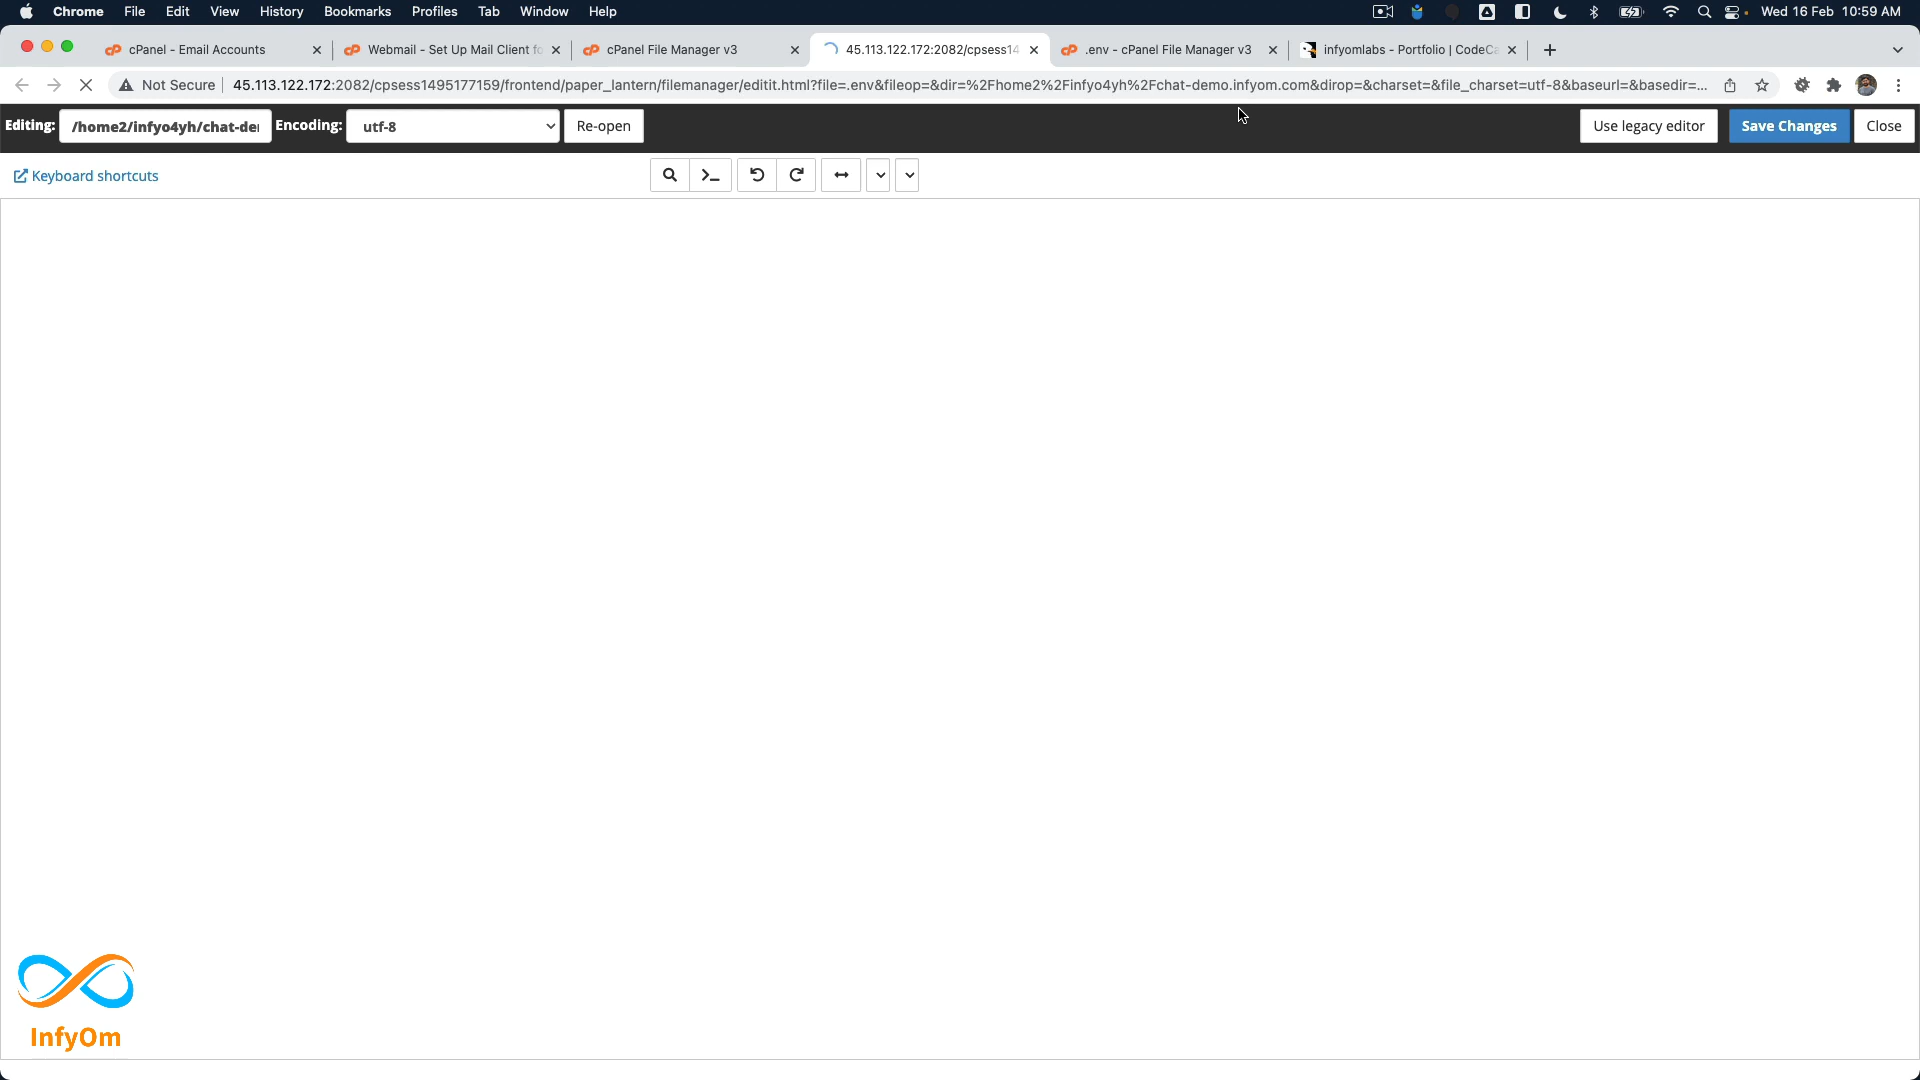 Chrome File Edit View History Bookmarks Profiles Tab Window Help Wed 16 Feb 10:59 AM
cPanel - Email Accounts
Webmail - Set Up Mail Client fo
cPanel File Manager v3
45.113.122.172:2082/cpsess14
.env - cPanel File Manager v3
infyomlabs - Portfolio | CodeCa
Not Secure 45.113.122.172:2082/cpsess1495177159/frontend/paper_lantern/filemanager/editit.html?file=.env&fileop=&dir=%2Fhome2%2Finfyo4yh%2Fchat-demo.infyom.com&dirop=&charset=&file_charset=utf-8&baseurl=&basedir=...
Editing: /home2/infyo4yh/chat-de Encoding: utf-8 Re-open Use legacy editor Save Changes Close
Keyboard shortcuts
InfyOm